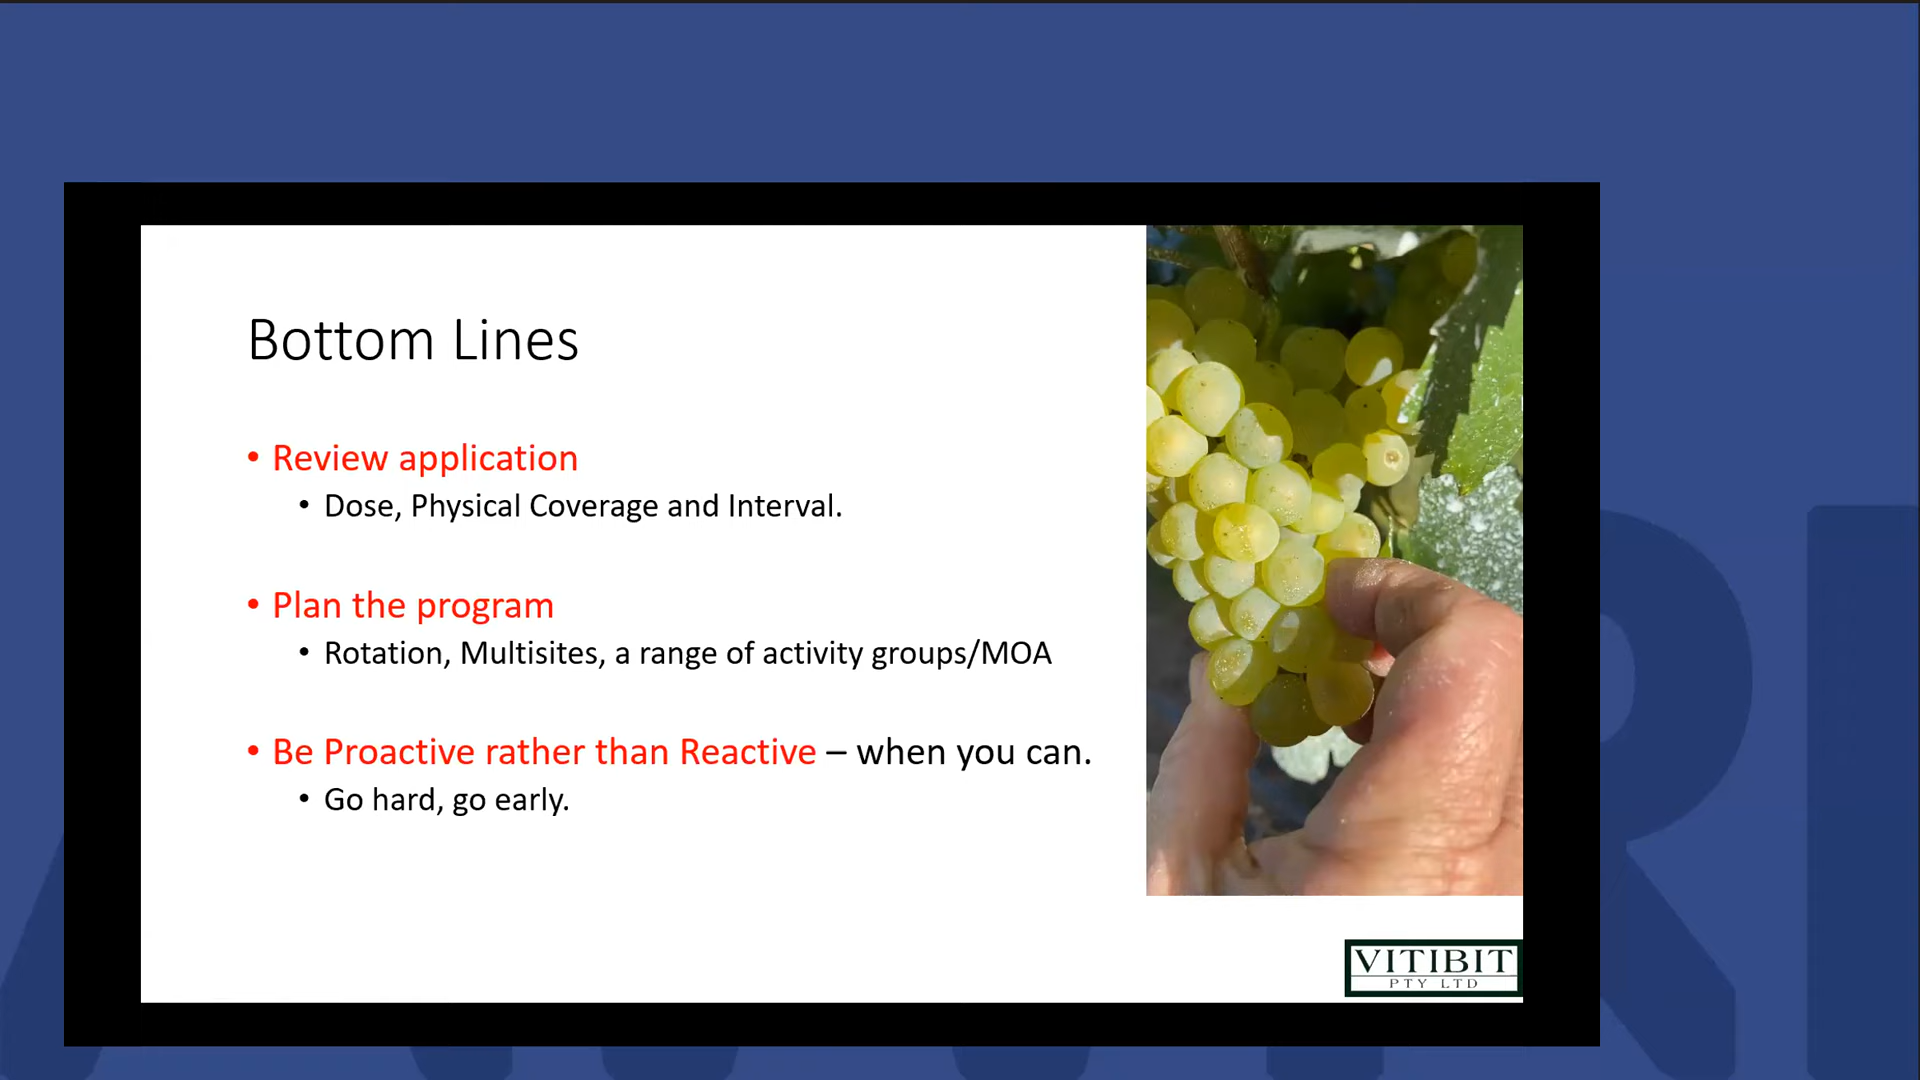 Bottom Lines
• Review application
• Dose, Physical Coverage and Interval.
• Plan the program
• Rotation, Multisites, a range of activity groups/MOA
• Be Proactive rather than Reactive – when you can.
• Go hard, go early.
VITIBIT
PTY LTD